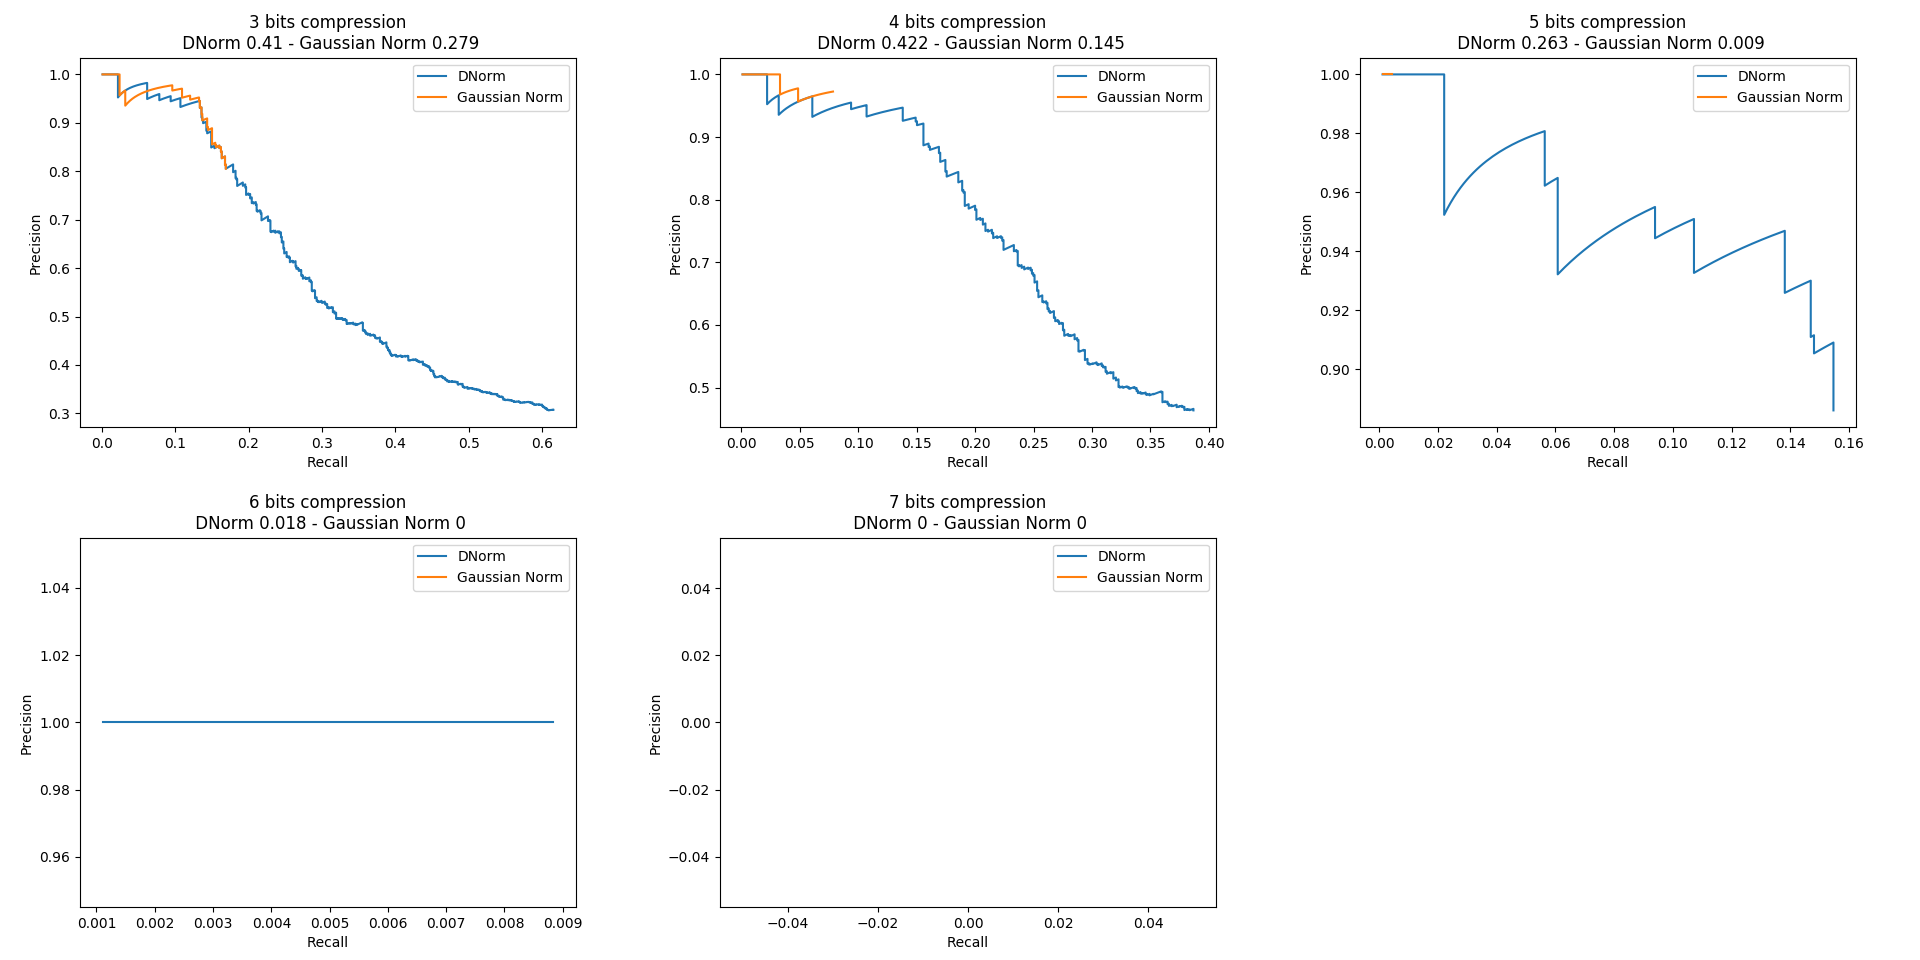 3 bits compression
DNorm 0.41 - Gaussian Norm 0.279
1.0
0.9
0.8
0.7
0.6
0.5
0.4
0.3
Precision
DNorm
Gaussian Norm
0.0 0.1 0.2 0.3 0.4 0.5 0.6
Recall
4 bits compression
DNorm 0.422 - Gaussian Norm 0.145
1.0
0.9
0.8
0.7
0.6
0.5
Precision
DNorm
Gaussian Norm
0.00 0.05 0.10 0.15 0.20 0.25 0.30 0.35 0.40
Recall
5 bits compression
DNorm 0.263 - Gaussian Norm 0.009
1.00
0.98
0.96
0.94
0.92
0.90
Precision
DNorm
Gaussian Norm
0.00 0.02 0.04 0.06 0.08 0.10 0.12 0.14 0.16
Recall
6 bits compression
DNorm 0.018 - Gaussian Norm 0
1.04
1.02
1.00
0.98
0.96
Precision
DNorm
Gaussian Norm
0.001 0.002 0.003 0.004 0.005 0.006 0.007 0.008 0.009
Recall
7 bits compression
DNorm 0 - Gaussian Norm 0
0.04
0.02
0.00
−0.02
−0.04
Precision
DNorm
Gaussian Norm
−0.04 −0.02 0.00 0.02 0.04
Recall